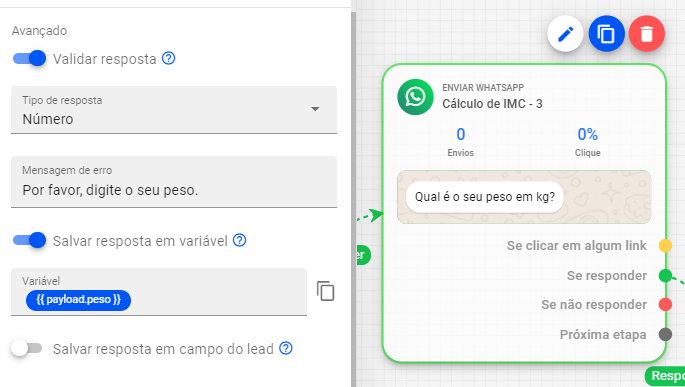 Avançado
Validar resposta
Tipo de resposta
Número
Mensagem de erro
Por favor, digite o seu peso.
Salvar resposta em variável
Variável
{{ payload.peso }}
Salvar resposta em campo do lead
ENVIAR WHATSAPP
Cálculo de IMC - 3
0 0%
Envios Clique
Qual é o seu peso em kg?
er
Se clicar em algum link
Se responder
Se não responder
Próxima etapa
Respo